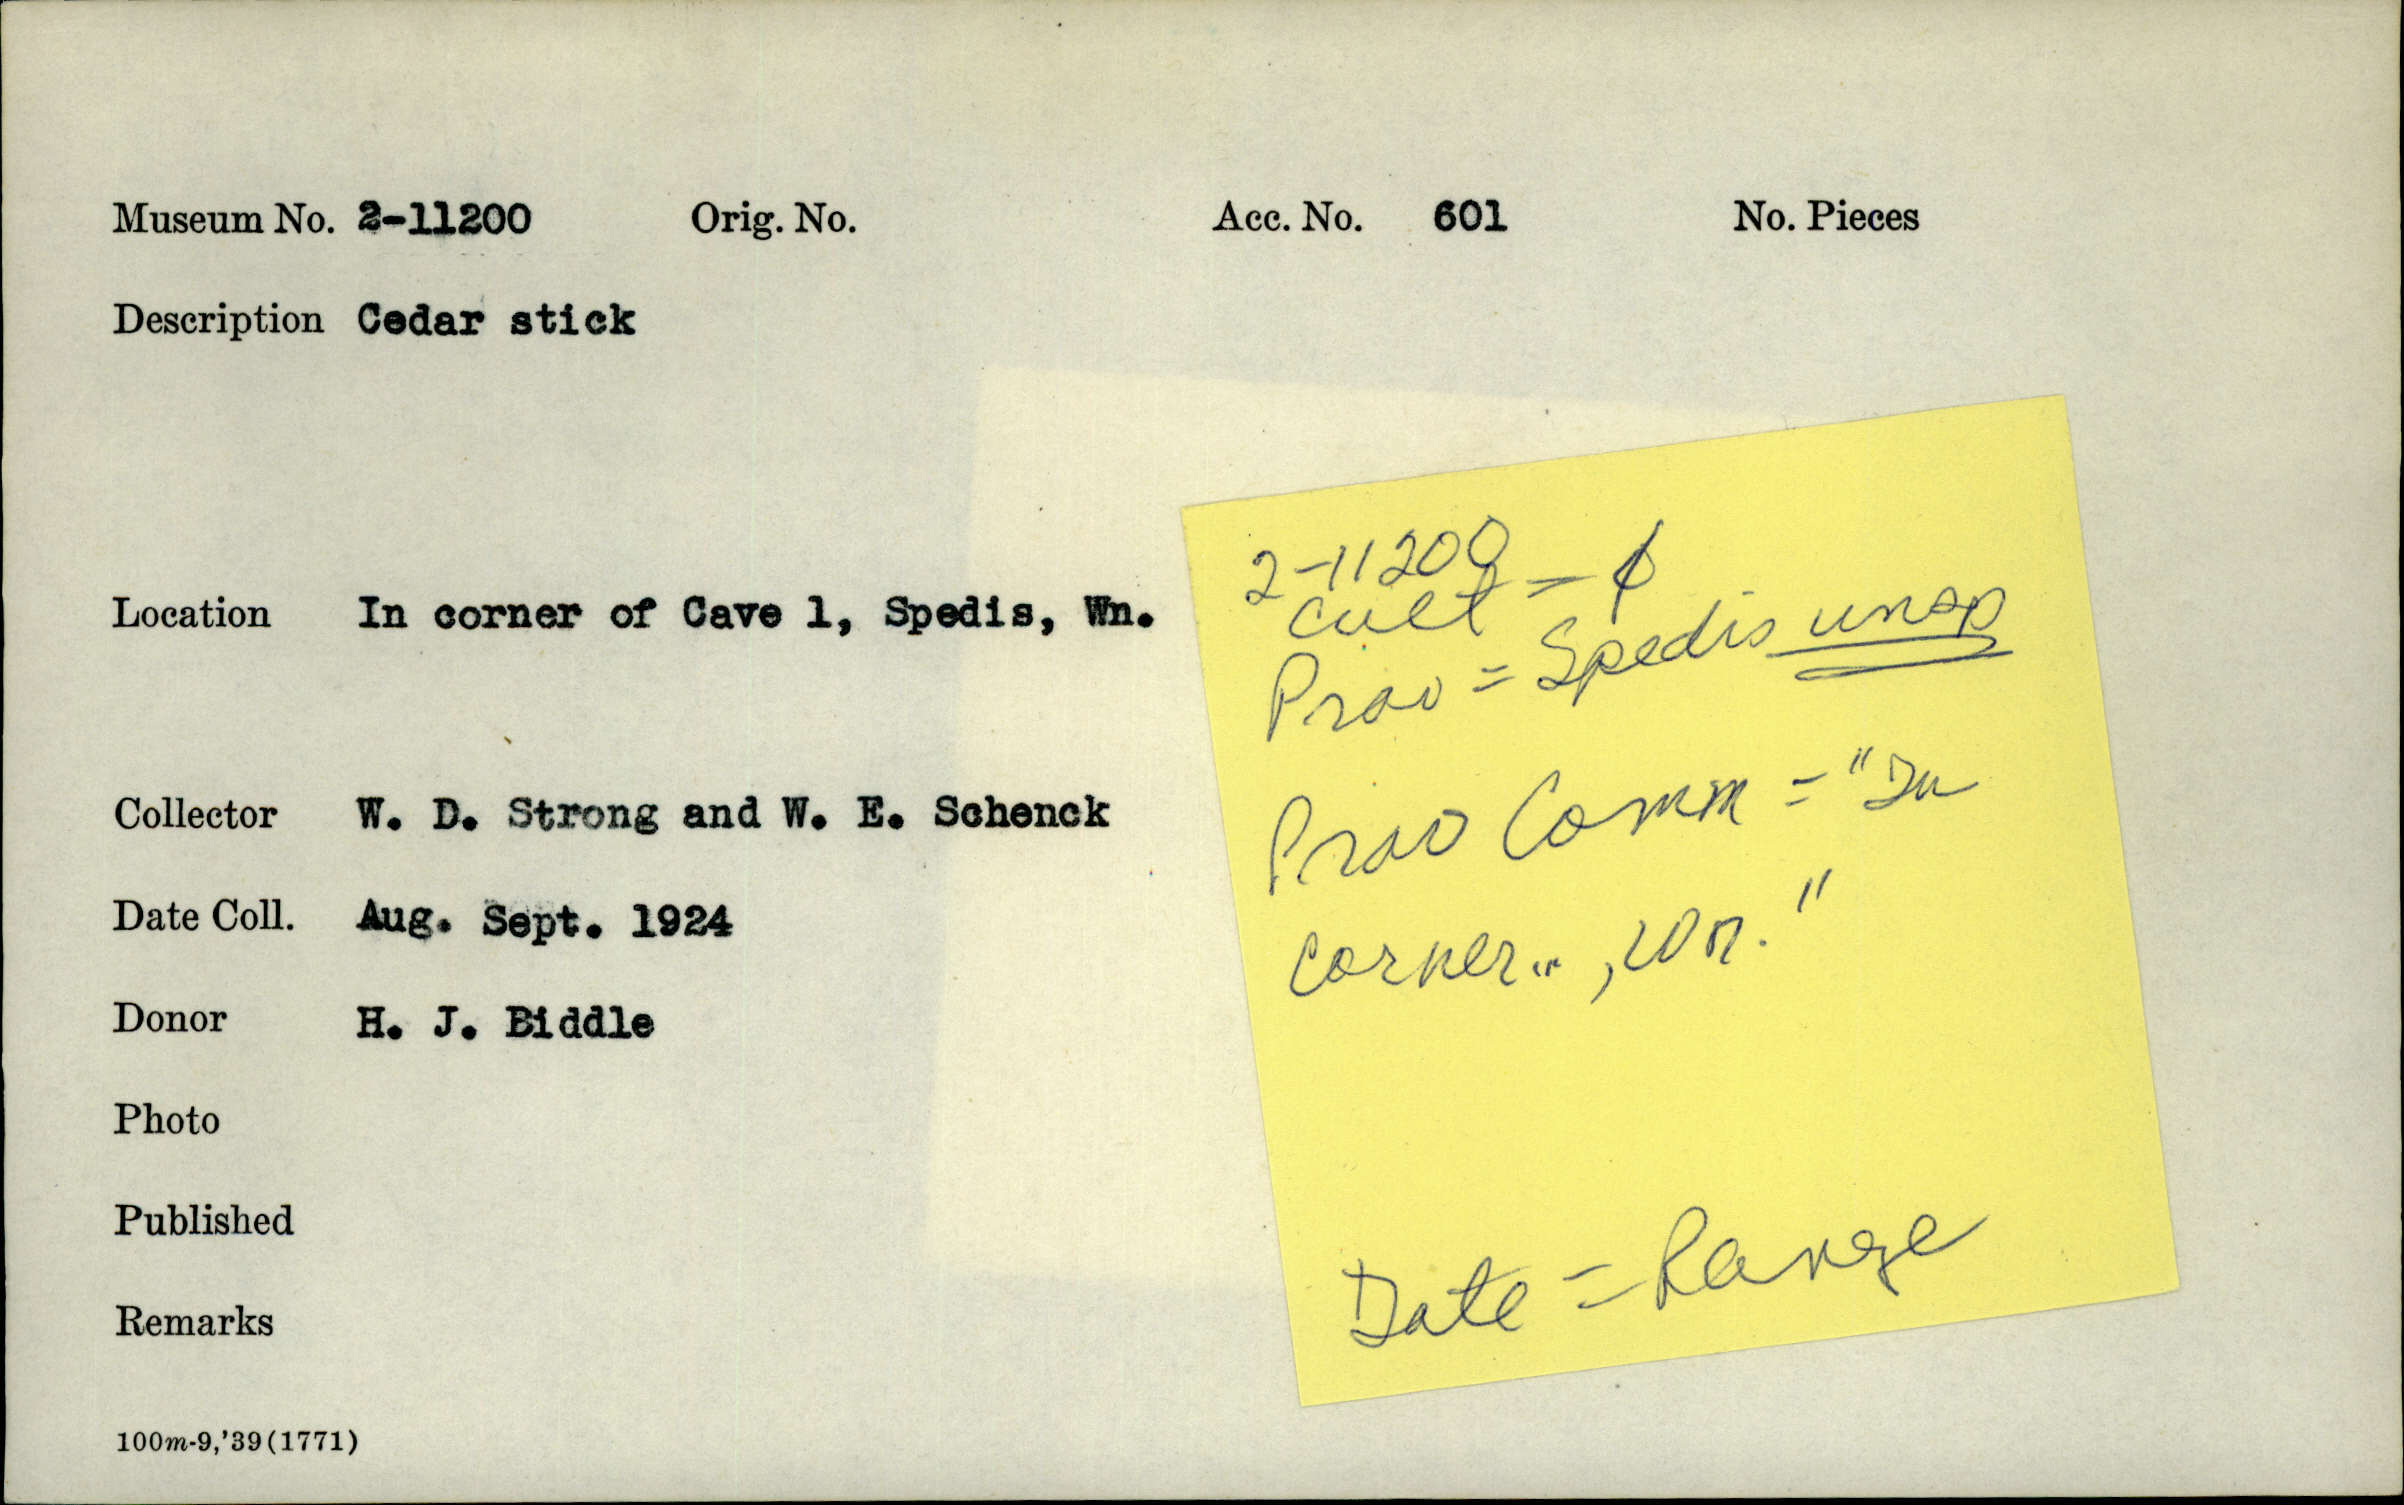 Museum No. 2-11200 Orig. No. Acc. No. 601 No. Pieces
Description Cedar stick
Location In corner of Cave 1, Spedis, Wn.
Collector W. D. Strong and W. E. Schenck
Date Coll. Aug. Sept. 1924
Donor H. J. Biddle
Photo
Published
Remarks
100m-9,'39(1771)
2-11200
Cult = ϕ
Prov = Spedis unsp
Prov Comm = "In
corner..., Wn."
Date = Range